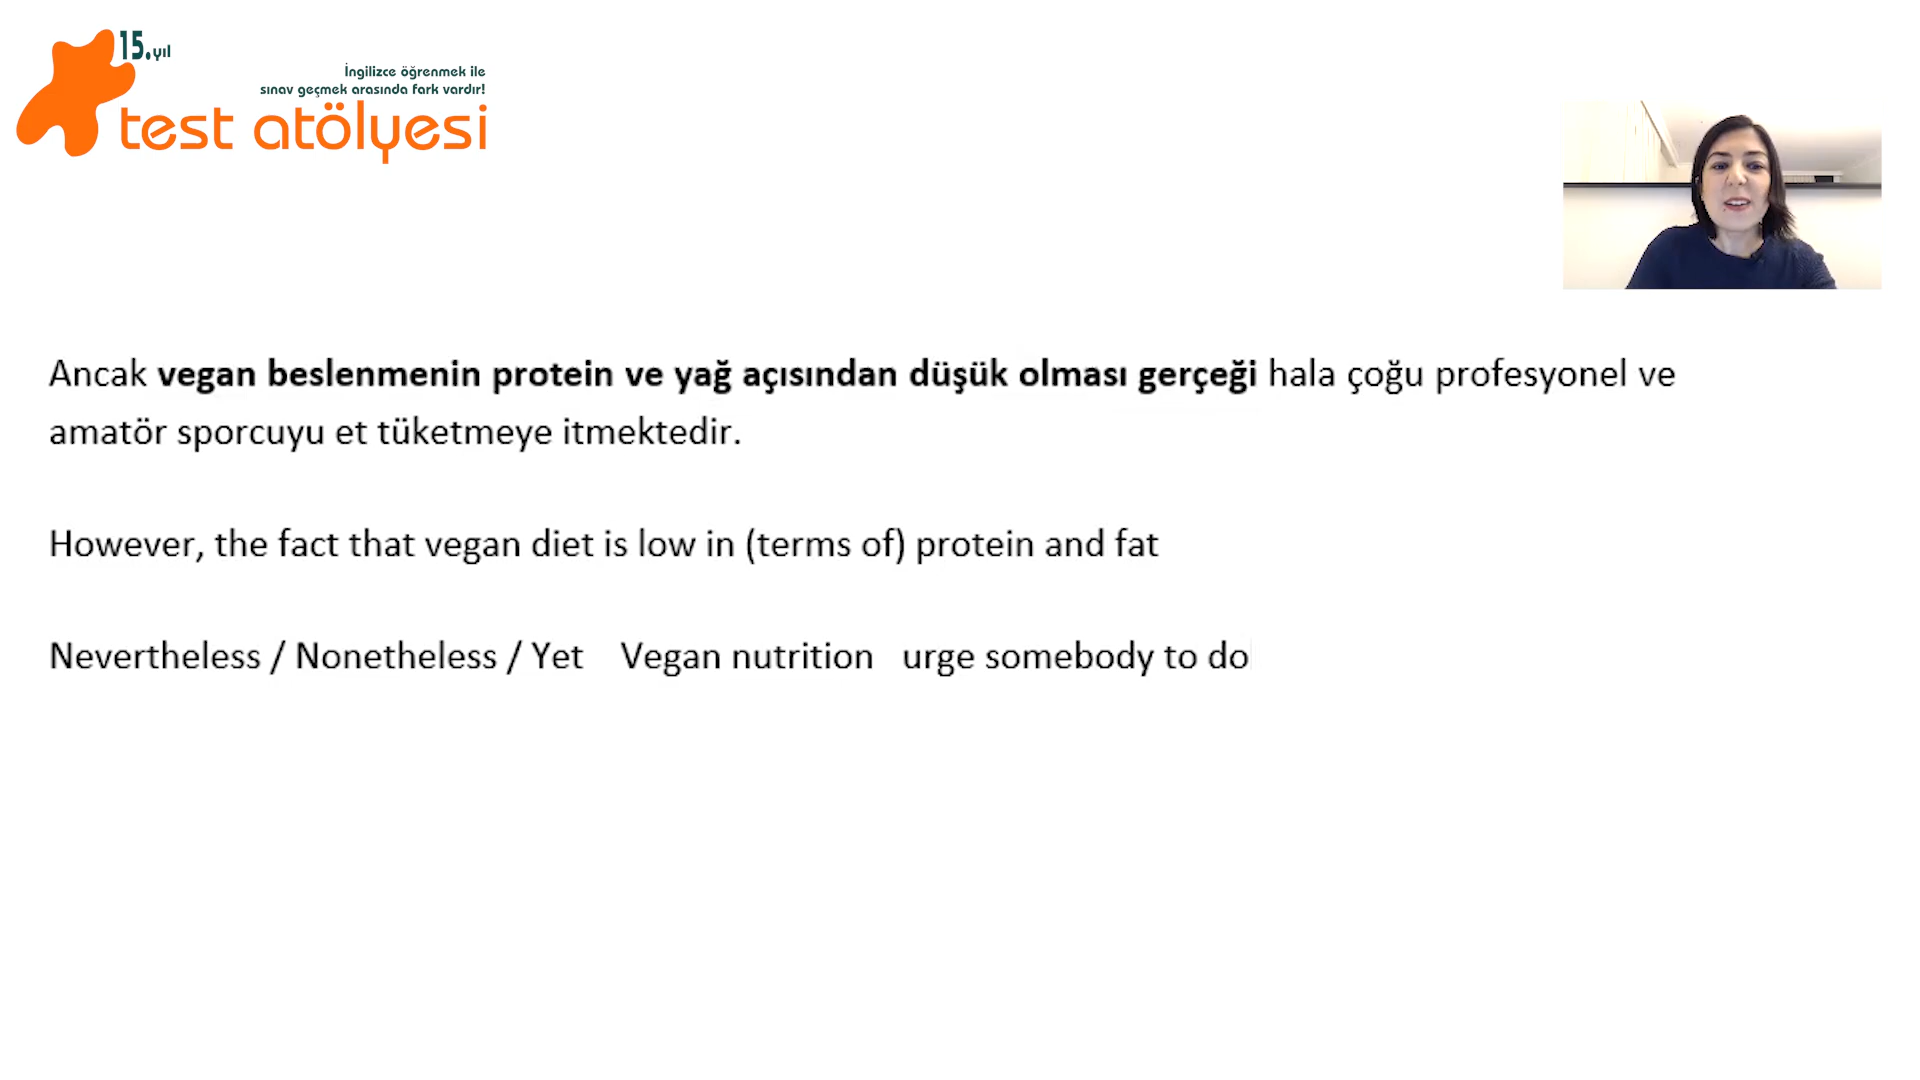 15.yıl
İngilizce öğrenmek ile
sınav geçmek arasında fark vardır!
test atölyesi
Ancak vegan beslenmenin protein ve yağ açısından düşük olması gerçeği hala çoğu profesyonel ve
amatör sporcuyu et tüketmeye itmektedir.
However, the fact that vegan diet is low in (terms of) protein and fat
Nevertheless / Nonetheless / Yet Vegan nutrition urge somebody to do